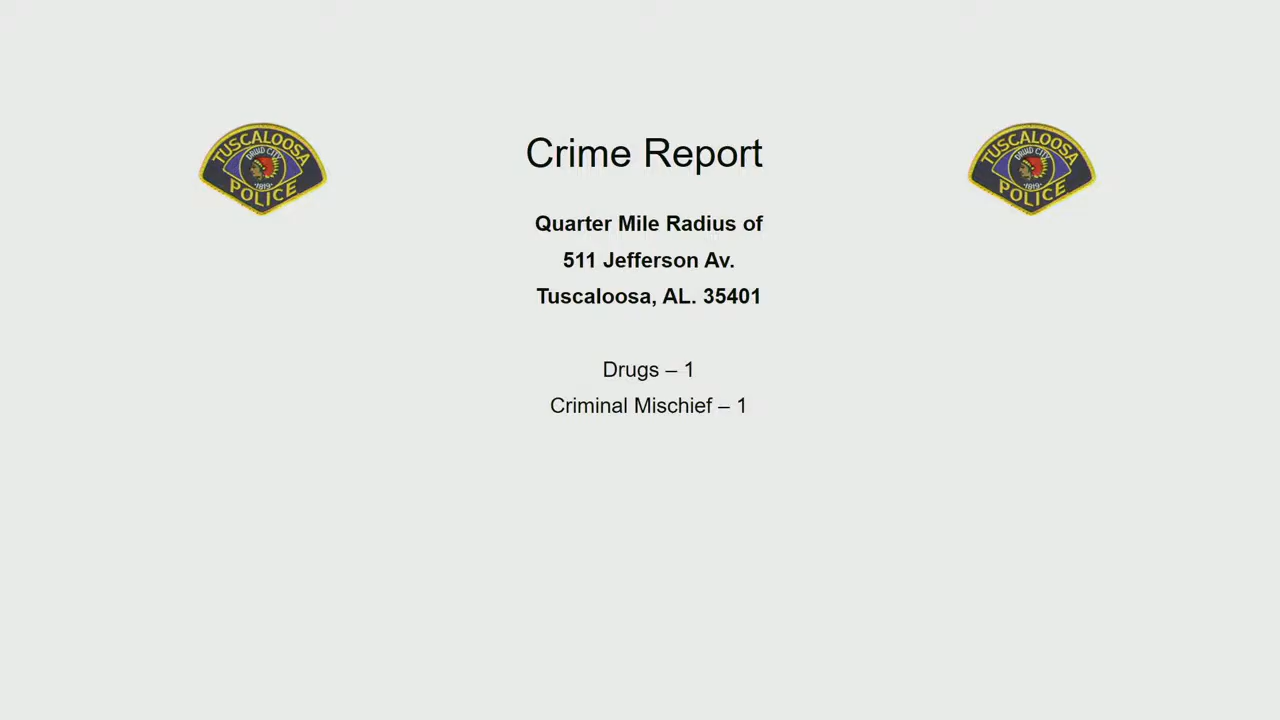 TUSCALOOSA
DRUID CITY
·1819·
POLICE
Crime Report
TUSCALOOSA
DRUID CITY
·1819·
POLICE
Quarter Mile Radius of
511 Jefferson Av.
Tuscaloosa, AL. 35401
Drugs – 1
Criminal Mischief – 1